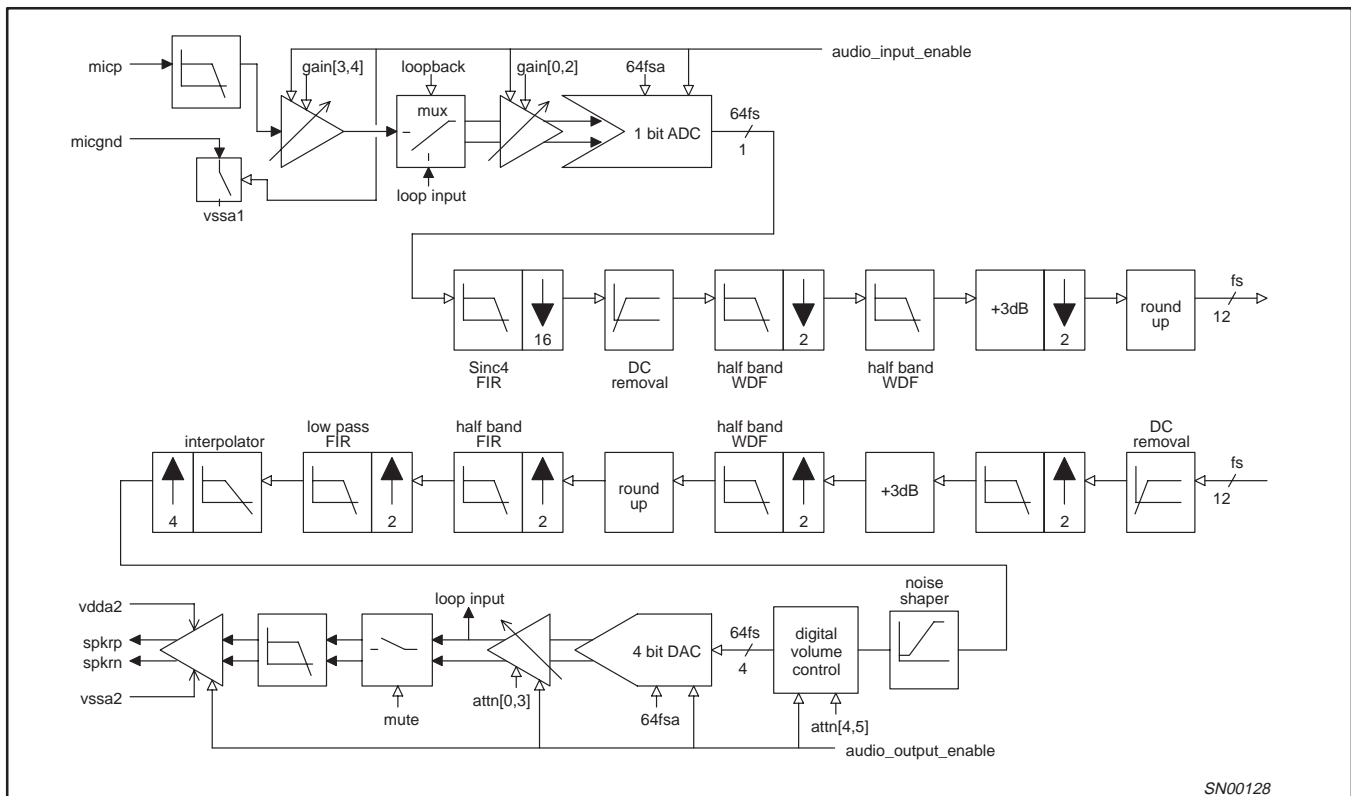 audio_input_enable
micp
gain[3,4]
loopback
gain[0,2]
64fsa
mux
1 bit ADC
64fs
1
micgnd
loop input
vssa1
16
2
+3dB
2
round
up
fs
12
Sinc4
FIR
DC
removal
half band
WDF
half band
WDF
interpolator
low pass
FIR
half band
FIR
half band
WDF
DC
removal
4
2
2
round
up
2
+3dB
2
fs
12
noise
shaper
vdda2
spkrp
spkrn
vssa2
loop input
4 bit DAC
64fs
4
digital
volume
control
attn[0,3]
mute
64fsa
attn[4,5]
audio_output_enable
SN00128